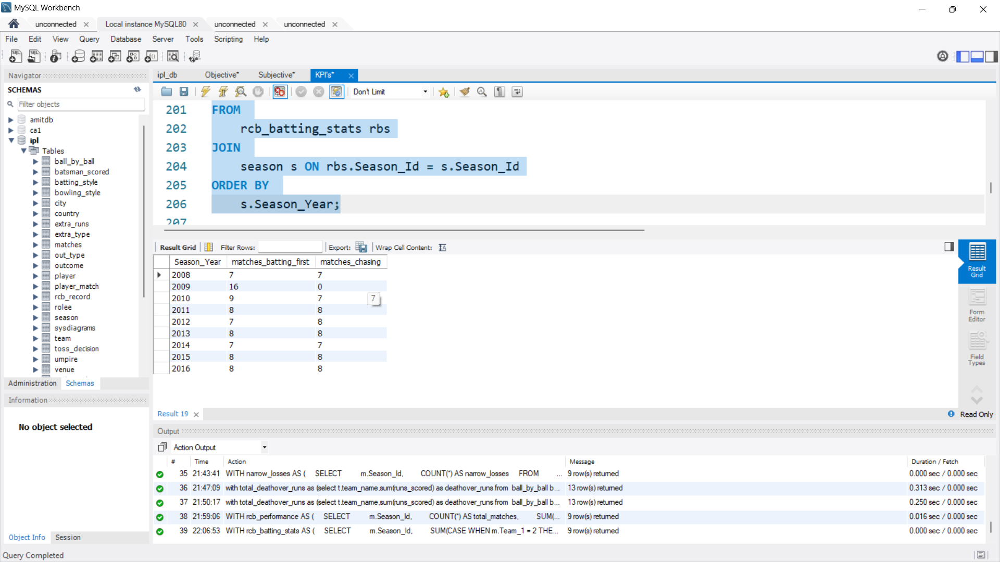 MySQL Workbench
unconnected
Local instance MySQL80
unconnected
unconnected
File Edit View Query Database Server Tools Scripting Help
Navigator
SCHEMAS
Filter objects
amitdb
ca1
ipl
Tables
ball_by_ball
batsman_scored
batting_style
bowling_style
city
country
extra_runs
extra_type
matches
out_type
outcome
player
player_match
rcb_record
rolee
season
sysdiagrams
team
toss_decision
umpire
venue
Administration Schemas
Information
No object selected
Object Info Session
ipl_db Objective* Subjective* KPI's*
Don't Limit
201 FROM
202 rcb_batting_stats rbs
203 JOIN
204 season s ON rbs.Season_Id = s.Season_Id
205 ORDER BY
206 s.Season_Year;
207
Result Grid Filter Rows: Export: Wrap Cell Content:
Season_Year matches_batting_first matches_chasing
2008 7 7
2009 16 0
2010 9 7
7
2011 8 8
2012 7 8
2013 8 8
2014 7 7
2015 8 8
2016 8 8
Result Grid
Form Editor
Field Types
Result 19
Read Only
Output
Action Output
# Time Action Message Duration / Fetch
35 21:43:41 WITH narrow_losses AS ( SELECT m.Season_Id, COUNT(*) AS narrow_losses FROM ... 9 row(s) returned 0.000 sec / 0.000 sec
36 21:47:09 with total_deathover_runs as (select t.team_name,sum(runs_scored) as deathover_runs from ball_by_ball b... 13 row(s) returned 0.313 sec / 0.000 sec
37 21:50:17 with total_deathover_runs as (select t.team_name,sum(runs_scored) as deathover_runs from ball_by_ball b... 13 row(s) returned 0.250 sec / 0.000 sec
38 21:59:06 WITH rcb_performance AS ( SELECT m.Season_Id, COUNT(*) AS total_matches, SUM(... 9 row(s) returned 0.016 sec / 0.000 sec
39 22:06:53 WITH rcb_batting_stats AS ( SELECT m.Season_Id, SUM(CASE WHEN m.Team_1 = 2 THE... 9 row(s) returned 0.000 sec / 0.000 sec
Query Completed